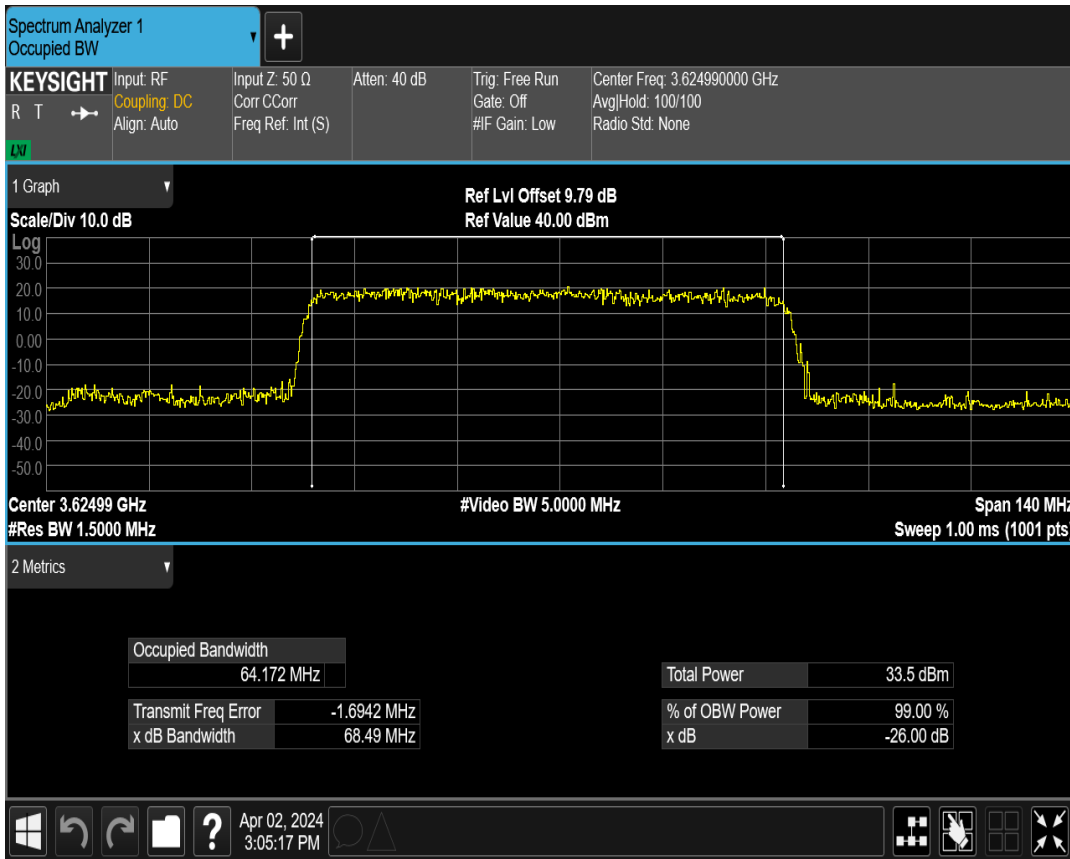 Spectrum Analyzer 1
Occupied BW
KEYSIGHT
R T
LXI
Input: RF
Coupling: DC
Align: Auto
Input Z: 50 Ω
Corr CCorr
Freq Ref: Int (S)
Atten: 40 dB
Trig: Free Run
Gate: Off
#IF Gain: Low
Center Freq: 3.624990000 GHz
Avg|Hold: 100/100
Radio Std: None
1 Graph
Scale/Div 10.0 dB
Ref Lvl Offset 9.79 dB
Ref Value 40.00 dBm
Log
30.0
20.0
10.0
0.00
-10.0
-20.0
-30.0
-40.0
-50.0
Center 3.62499 GHz
#Res BW 1.5000 MHz
#Video BW 5.0000 MHz
Span 140 MHz
Sweep 1.00 ms (1001 pts)
2 Metrics
Occupied Bandwidth
64.172 MHz
Transmit Freq Error -1.6942 MHz
x dB Bandwidth 68.49 MHz
Total Power 33.5 dBm
% of OBW Power 99.00 %
x dB -26.00 dB
?
Apr 02, 2024
3:05:17 PM